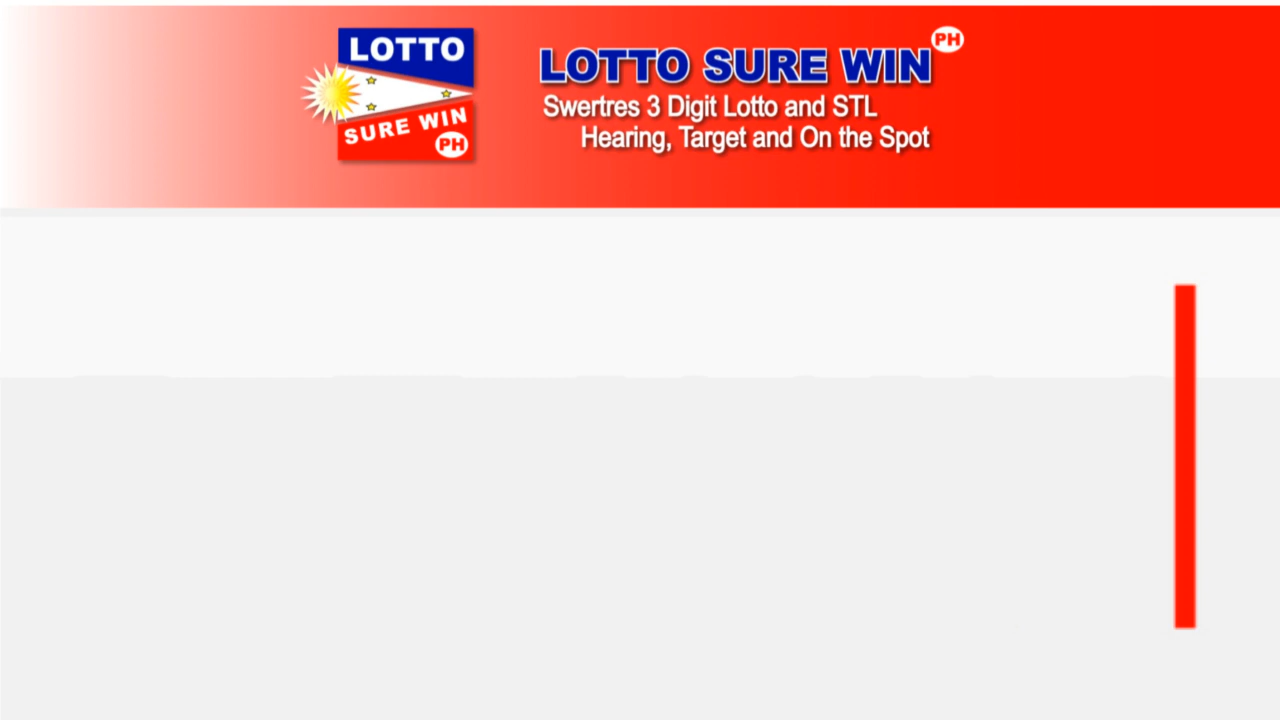 LOTTO
SURE WIN
PH
LOTTO SURE WIN PH
Swertres 3 Digit Lotto and STL
Hearing, Target and On the Spot